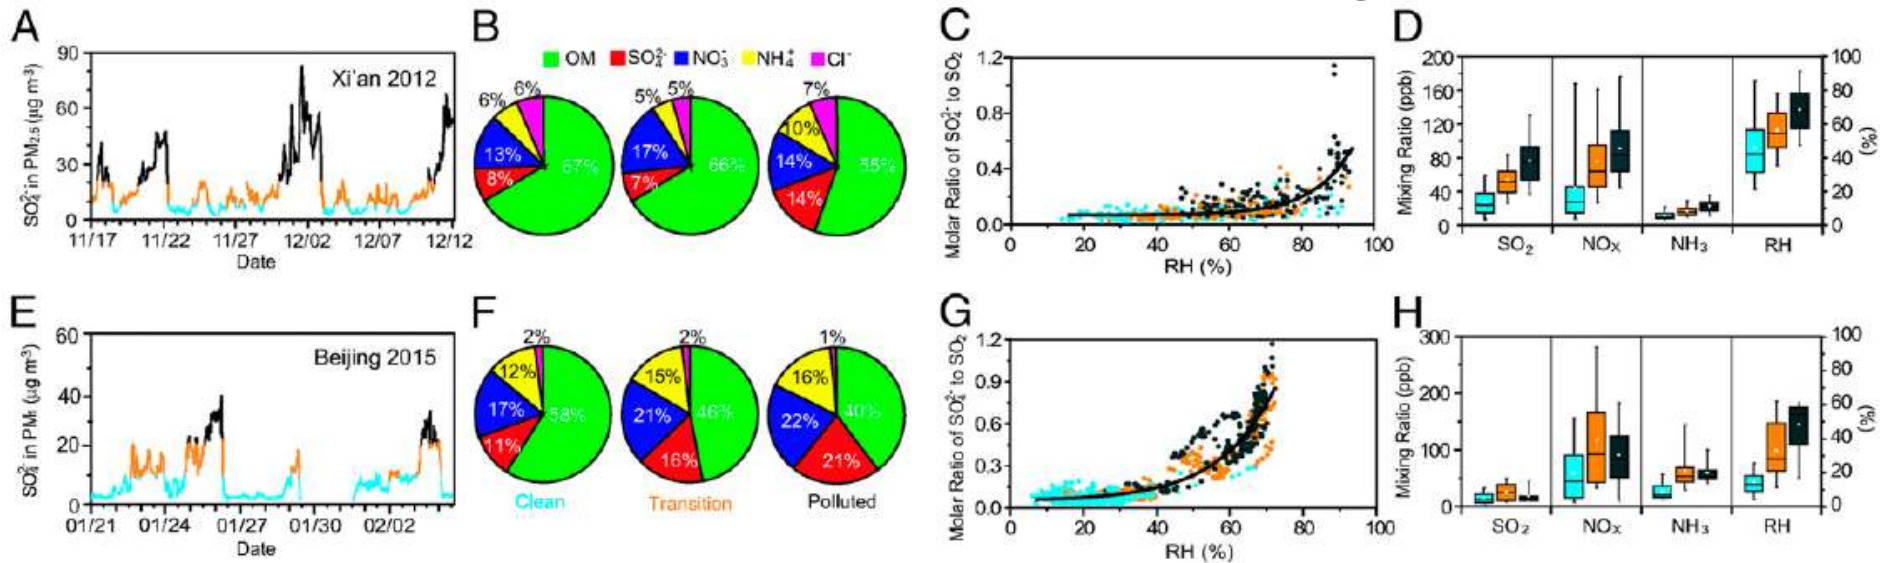 A
90
60
30
0
SO₄²⁻ in PM₂.₅ (µg m⁻³)
Xi'an 2012
11/17 11/22 11/27 12/02 12/07 12/12
Date
B
OM SO₄²⁻ NO₃⁻ NH₄⁺ Cl⁻
6% 6% 13% 8% 67%
5% 5% 17% 7% 66%
7% 10% 14% 14% 55%
C
Molar Ratio of SO₄²⁻ to SO₂
1.2
0.8
0.4
0.0
0 20 40 60 80 100
RH (%)
D
Mixing Ratio (ppb)
200
160
120
80
40
0
100
80
60
40
20
0
(%)
SO₂ NOₓ NH₃ RH
E
60
40
20
0
SO₄²⁻ in PM₁ (µg m⁻³)
Beijing 2015
01/21 01/24 01/27 01/30 02/02
Date
F
2% 12% 17% 11% 58%
2% 15% 21% 16% 46%
1% 16% 22% 21% 40%
Clean Transition Polluted
G
Molar Ratio of SO₄²⁻ to SO₂
1.2
0.9
0.6
0.3
0.0
0 20 40 60 80 100
RH (%)
H
Mixing Ratio (ppb)
300
200
100
0
100
80
60
40
20
0
(%)
SO₂ NOₓ NH₃ RH